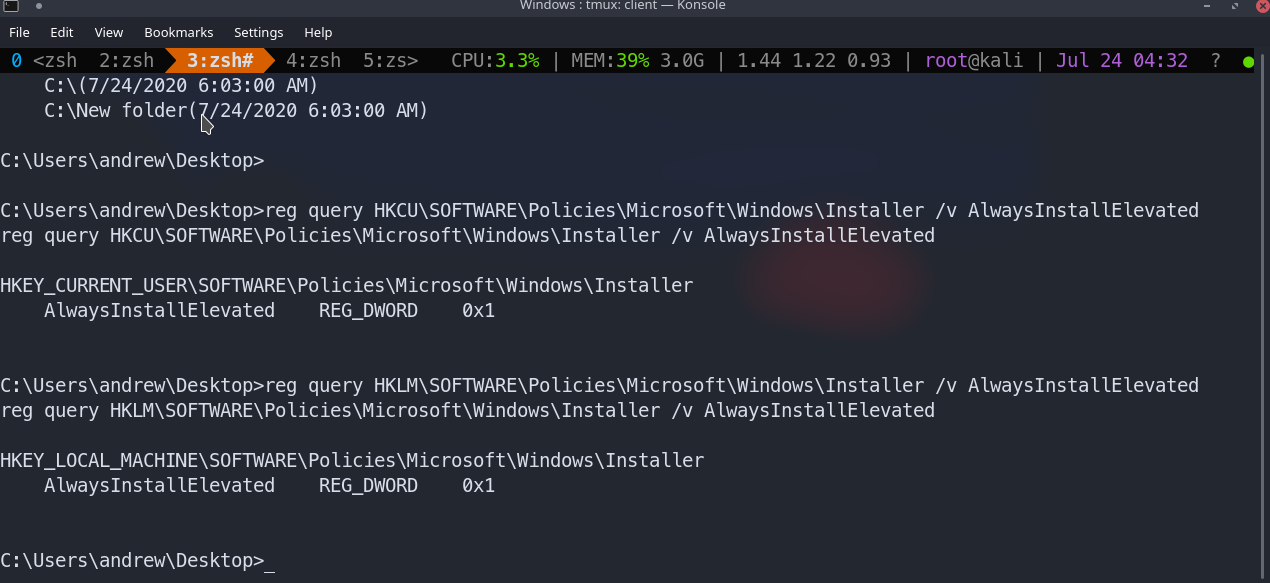 Windows : tmux: client — Konsole
File Edit View Bookmarks Settings Help
0 <zsh 2:zsh 3:zsh# 4:zsh 5:zs> CPU:3.3% | MEM:39% 3.0G | 1.44 1.22 0.93 | root@kali | Jul 24 04:32 ?
C:\(7/24/2020 6:03:00 AM)
C:\New folder(7/24/2020 6:03:00 AM)
C:\Users\andrew\Desktop>
C:\Users\andrew\Desktop>reg query HKCU\SOFTWARE\Policies\Microsoft\Windows\Installer /v AlwaysInstallElevated
reg query HKCU\SOFTWARE\Policies\Microsoft\Windows\Installer /v AlwaysInstallElevated
HKEY_CURRENT_USER\SOFTWARE\Policies\Microsoft\Windows\Installer
AlwaysInstallElevated REG_DWORD 0x1
C:\Users\andrew\Desktop>reg query HKLM\SOFTWARE\Policies\Microsoft\Windows\Installer /v AlwaysInstallElevated
reg query HKLM\SOFTWARE\Policies\Microsoft\Windows\Installer /v AlwaysInstallElevated
HKEY_LOCAL_MACHINE\SOFTWARE\Policies\Microsoft\Windows\Installer
AlwaysInstallElevated REG_DWORD 0x1
C:\Users\andrew\Desktop>_